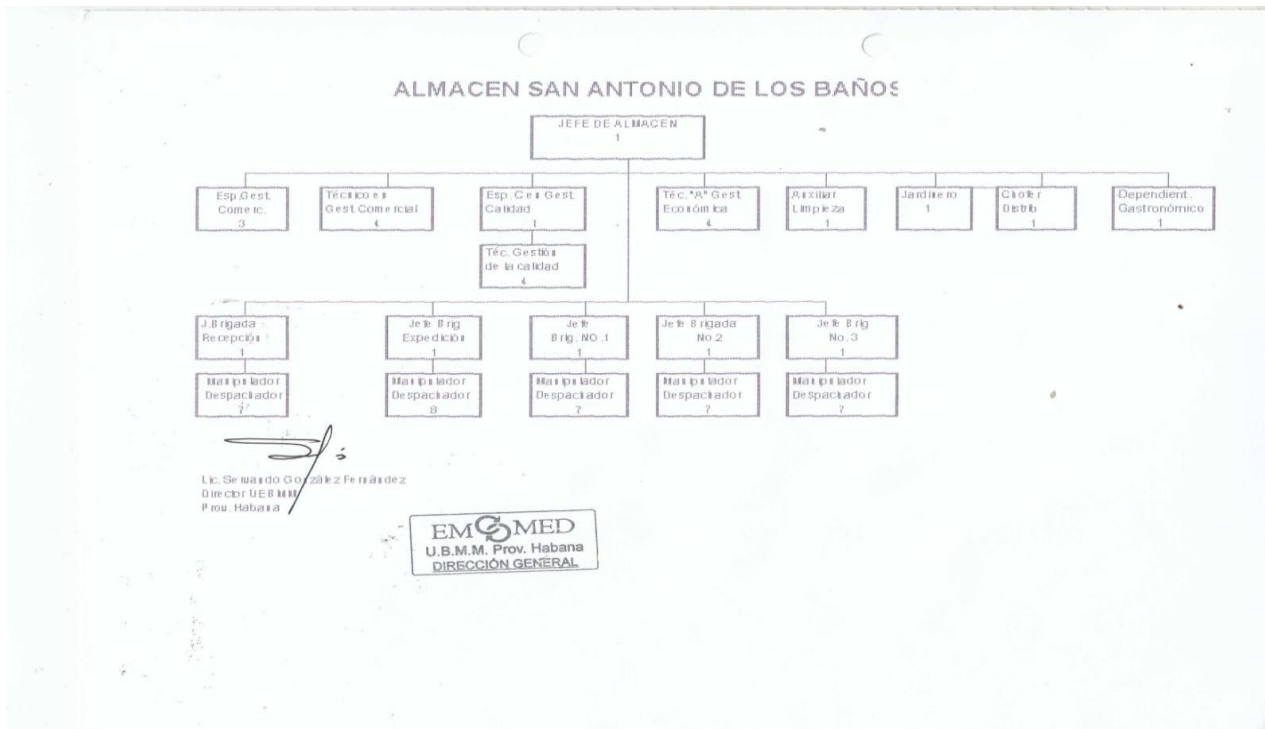 ALMACEN SAN ANTONIO DE LOS BAÑOS
JEFE DE ALMACEN
1
Esp.Gest.
Comerc.
3
Técnico en
Gest.Comercial
4
Esp. C en Gest.
Calidad
1
Téc."A" Gest.
Económica
4
Auxiliar
Limpieza
1
Jardinero
1
Chofer
Distrib
1
Dependient.
Gastronómico
1
Téc. Gestión
de la calidad
4
J.Brigada
Recepción
1
Jefe Brig
Expedición
1
Jefe
Brig. NO.1
1
Jefe Brigada
No.2
1
Jefe Brig
No.3
1
Manipulador
Despachador
7
Manipulador
Despachador
8
Manipulador
Despachador
7
Manipulador
Despachador
7
Manipulador
Despachador
7
Lic. Servando González Fernández
Director UEBMM
Prov. Habana
EMCOMED
U.B.M.M. Prov. Habana
DIRECCIÓN GENERAL